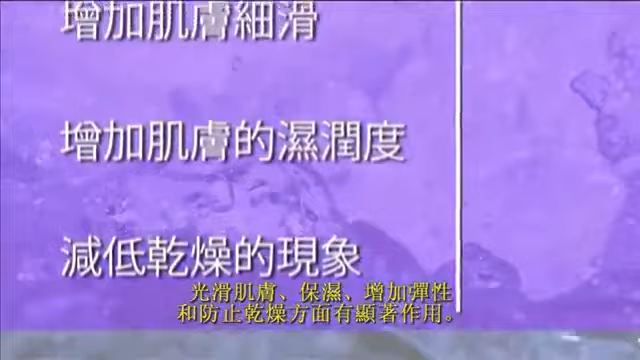 增加肌膚細滑
增加肌膚的濕潤度
減低乾燥的現象
光滑肌膚、保濕、增加彈性
和防止乾燥方面有顯著作用。